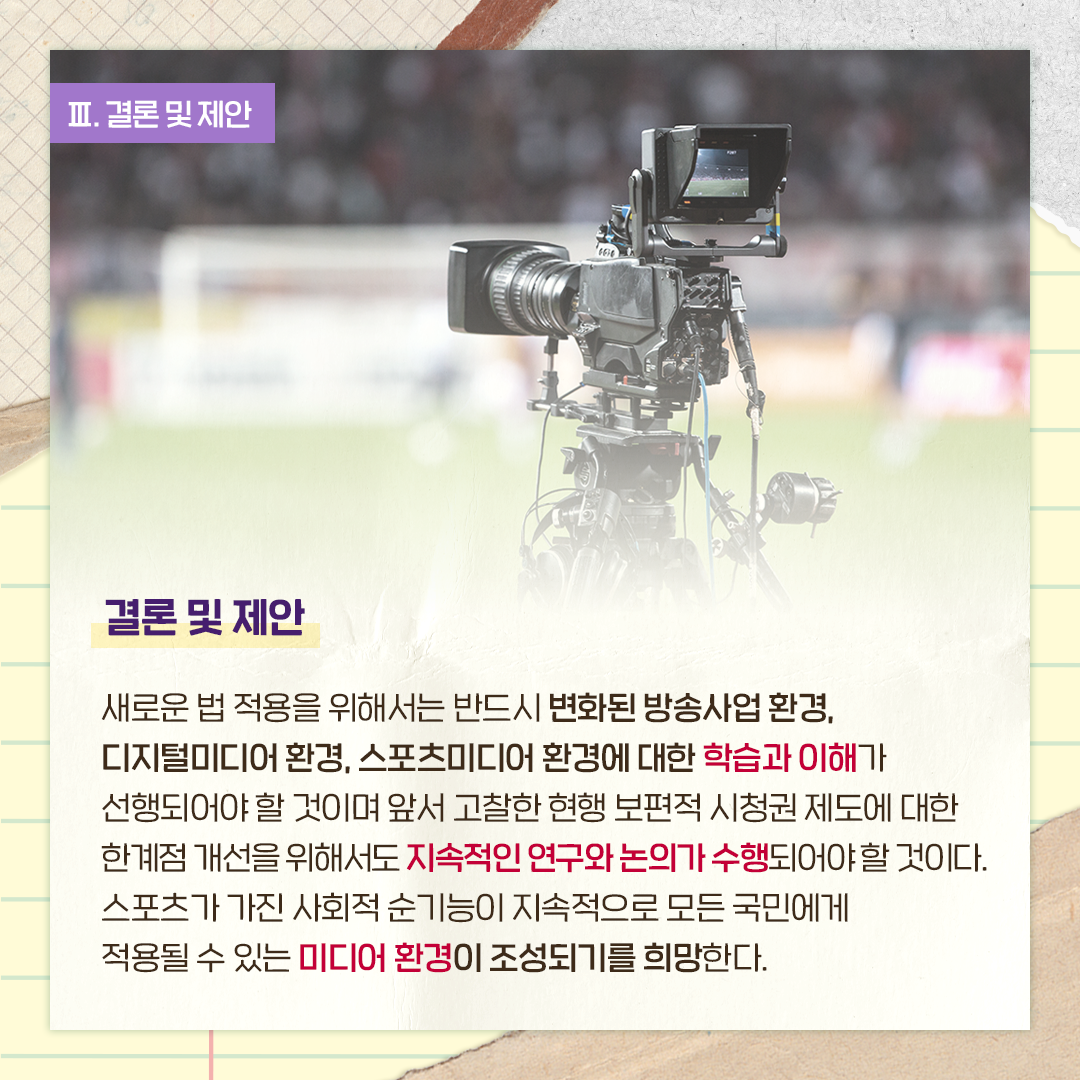 Ⅲ. 결론 및 제안
결론 및 제안
새로운 법 적용을 위해서는 반드시 변화된 방송사업 환경,
디지털미디어 환경, 스포츠미디어 환경에 대한 학습과 이해가
선행되어야 할 것이며 앞서 고찰한 현행 보편적 시청권 제도에 대한
한계점 개선을 위해서도 지속적인 연구와 논의가 수행되어야 할 것이다.
스포츠가 가진 사회적 순기능이 지속적으로 모든 국민에게
적용될 수 있는 미디어 환경이 조성되기를 희망한다.